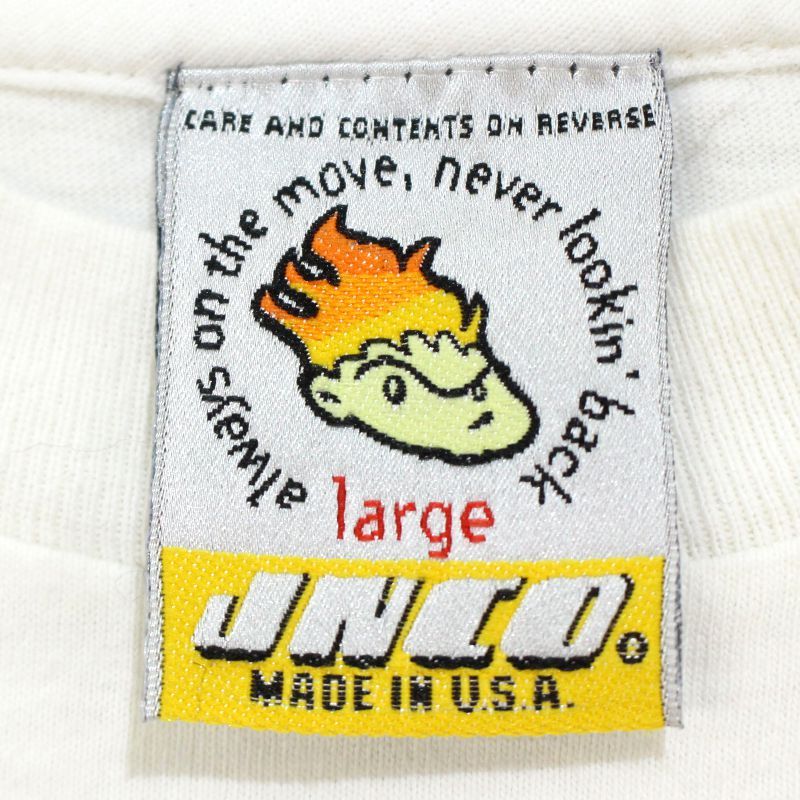 CARE AND CONTENTS ON REVERSE
always on the move, never lookin' back
large
JNCO®
MADE IN U.S.A.